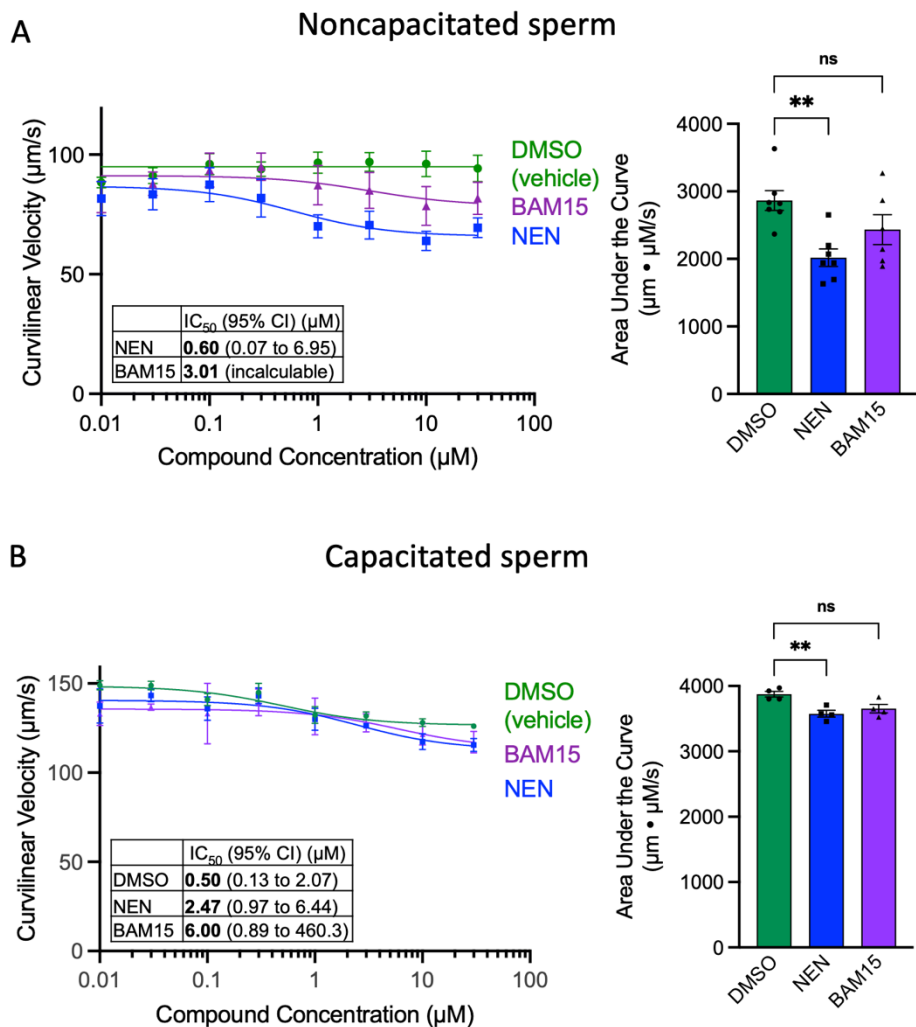 A
Noncapacitated sperm
Curvilinear Velocity (µm/s)
100
50
0
0.01
0.1
1
10
100
Compound Concentration (µM)
DMSO
(vehicle)
BAM15
NEN
IC50 (95% CI) (µM)
NEN 0.60 (0.07 to 6.95)
BAM15 3.01 (incalculable)
ns
**
Area Under the Curve
(µm • µM/s)
4000
3000
2000
1000
0
DMSO
NEN
BAM15
B
Capacitated sperm
Curvilinear Velocity (µm/s)
150
100
50
0
0.01
0.1
1
10
100
Compound Concentration (µM)
DMSO
(vehicle)
BAM15
NEN
IC50 (95% CI) (µM)
DMSO 0.50 (0.13 to 2.07)
NEN 2.47 (0.97 to 6.44)
BAM15 6.00 (0.89 to 460.3)
ns
**
Area Under the Curve
(µm • µM/s)
4000
3000
2000
1000
0
DMSO
NEN
BAM15